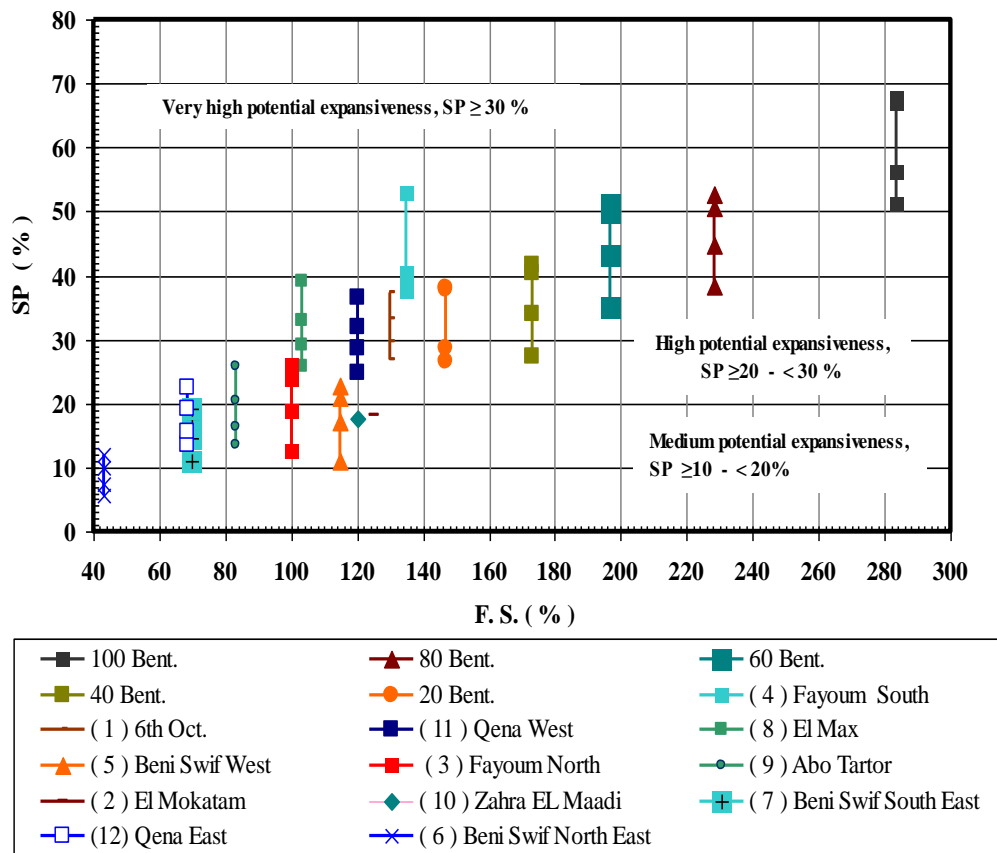 80
70
60
50
40
30
20
10
0
SP ( % )
Very high potential expansiveness, SP ≥ 30 %
High potential expansiveness,
SP ≥20 - < 30 %
Medium potential expansiveness,
SP ≥10 - < 20%
40 60 80 100 120 140 160 180 200 220 240 260 280 300
F. S. ( % )
100 Bent. 80 Bent. 60 Bent.
40 Bent. 20 Bent. ( 4 ) Fayoum South
( 1 ) 6th Oct. ( 11 ) Qena West ( 8 ) El Max
( 5 ) Beni Swif West ( 3 ) Fayoum North ( 9 ) Abo Tartor
( 2 ) El Mokatam ( 10 ) Zahra EL Maadi ( 7 ) Beni Swif South East
(12) Qena East ( 6 ) Beni Swif North East